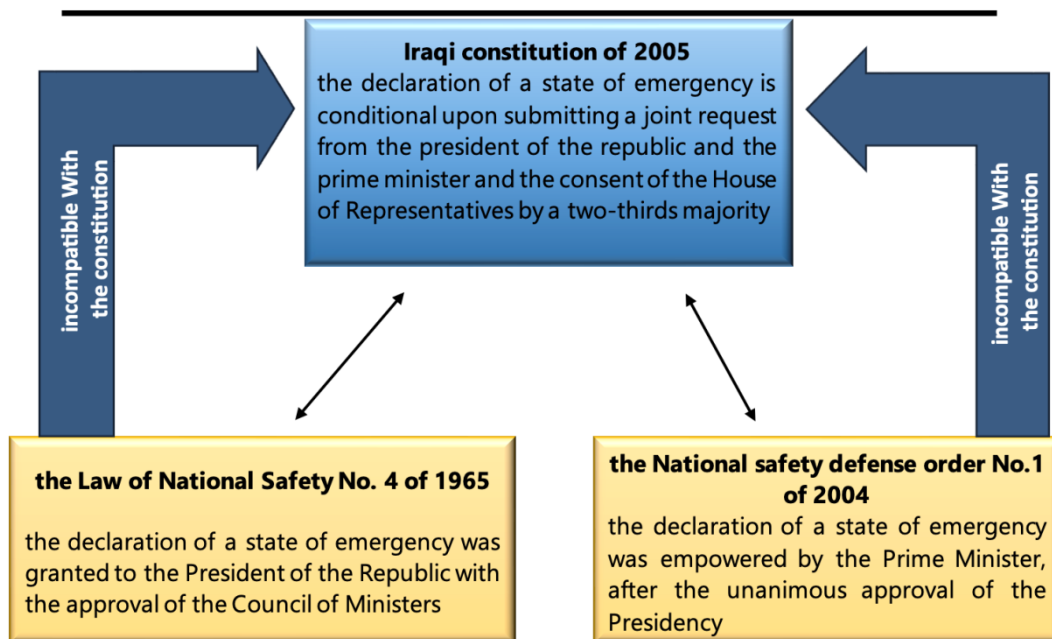 Iraqi constitution of 2005
the declaration of a state of emergency is
conditional upon submitting a joint request
from the president of the republic and the
prime minister and the consent of the House
of Representatives by a two-thirds majority
incompatible With
the constitution
incompatible With
the constitution
the Law of National Safety No. 4 of 1965
the declaration of a state of emergency was
granted to the President of the Republic with
the approval of the Council of Ministers
the National safety defense order No.1
of 2004
the declaration of a state of emergency
was empowered by the Prime Minister,
after the unanimous approval of the
Presidency